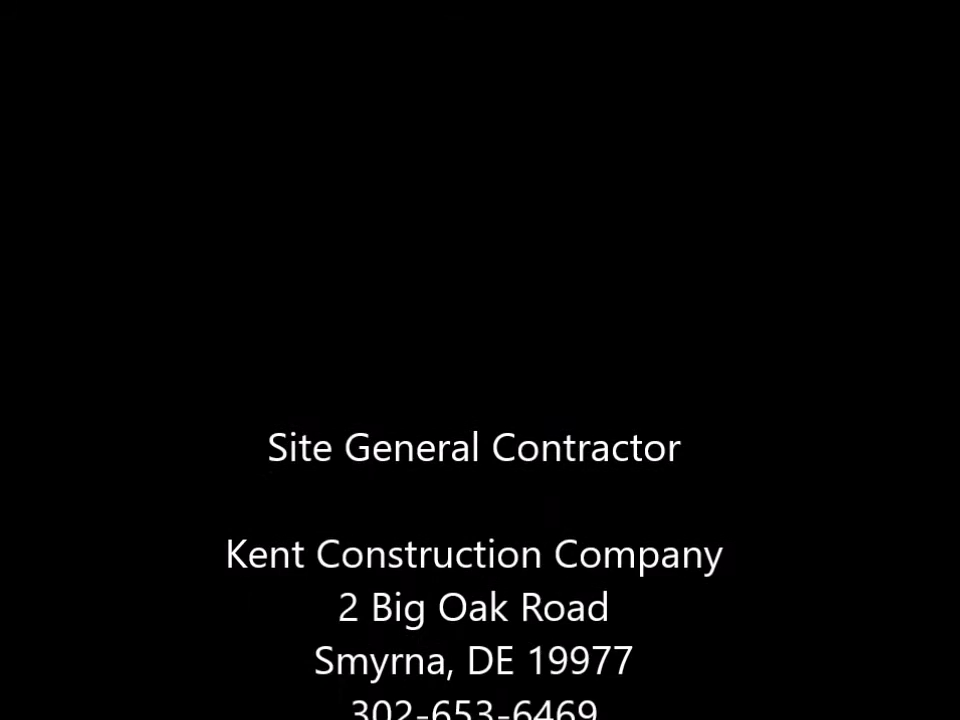 Site General Contractor
Kent Construction Company
2 Big Oak Road
Smyrna, DE 19977
302-653-6469